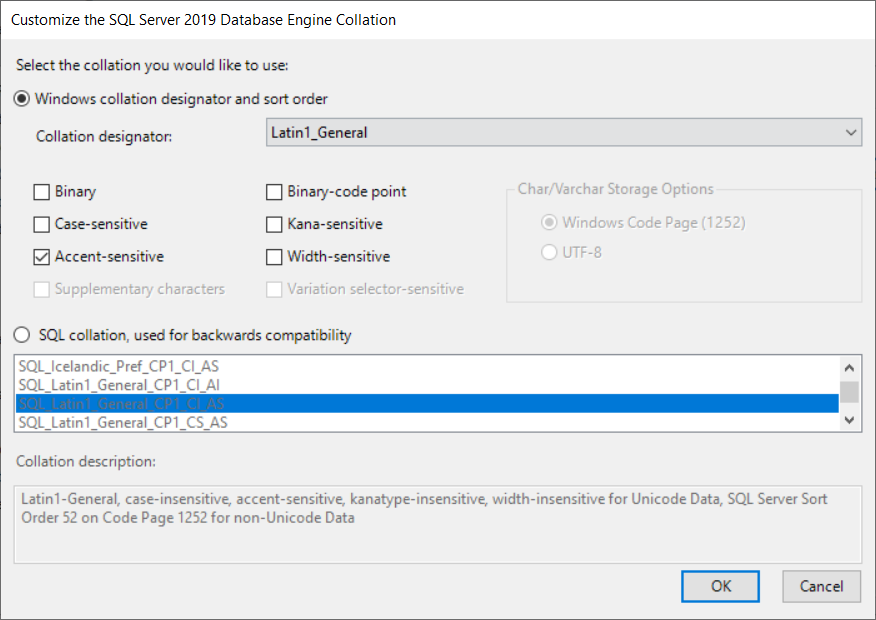 Customize the SQL Server 2019 Database Engine Collation
Select the collation you would like to use:
Windows collation designator and sort order
Collation designator:
Latin1_General
Binary
Binary-code point
Char/Varchar Storage Options
Case-sensitive
Kana-sensitive
Windows Code Page (1252)
Accent-sensitive
Width-sensitive
UTF-8
Supplementary characters
Variation selector-sensitive
SQL collation, used for backwards compatibility
SQL_Icelandic_Pref_CP1_CI_AS
SQL_Latin1_General_CP1_CI_AI
SQL_Latin1_General_CP1_CI_AS
SQL_Latin1_General_CP1_CS_AS
Collation description:
Latin1-General, case-insensitive, accent-sensitive, kanatype-insensitive, width-insensitive for Unicode Data, SQL Server Sort
Order 52 on Code Page 1252 for non-Unicode Data
OK
Cancel